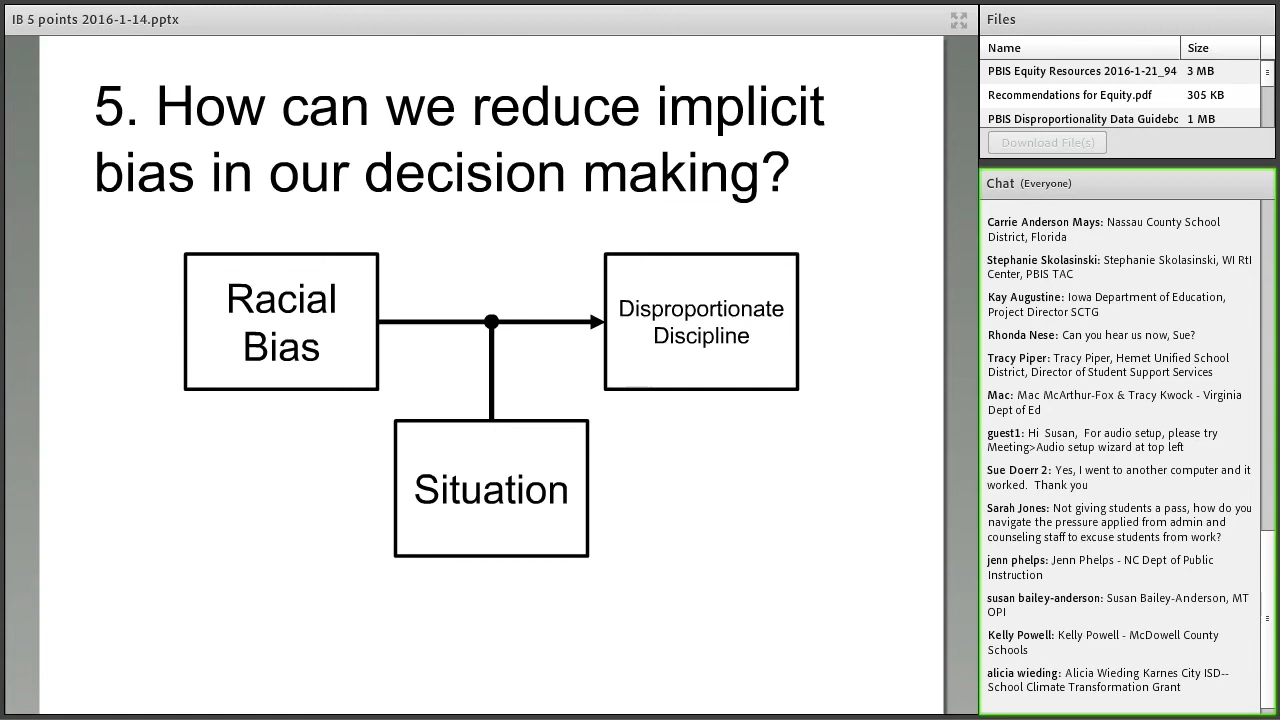 IB 5 points 2016-1-14.pptx
5. How can we reduce implicit
bias in our decision making?
Racial
Bias
Disproportionate
Discipline
Situation
Files
Name Size
PBIS Equity Resources 2016-1-21_94 3 MB
Recommendations for Equity.pdf 305 KB
PBIS Disproportionality Data Guidebc 1 MB
Download File(s)
Chat (Everyone)
Carrie Anderson Mays: Nassau County School
District, Florida
Stephanie Skolasinski: Stephanie Skolasinski, WI RtI
Center, PBIS TAC
Kay Augustine: Iowa Department of Education,
Project Director SCTG
Rhonda Nese: Can you hear us now, Sue?
Tracy Piper: Tracy Piper, Hemet Unified School
District, Director of Student Support Services
Mac: Mac McArthur-Fox & Tracy Kwock - Virginia
Dept of Ed
guest1: Hi Susan, For audio setup, please try
Meeting>Audio setup wizard at top left
Sue Doerr 2: Yes, I went to another computer and it
worked. Thank you
Sarah Jones: Not giving students a pass, how do you
navigate the pressure applied from admin and
counseling staff to excuse students from work?
jenn phelps: Jenn Phelps - NC Dept of Public
Instruction
susan bailey-anderson: Susan Bailey-Anderson, MT
OPI
Kelly Powell: Kelly Powell - McDowell County
Schools
alicia wieding: Alicia Wieding Karnes City ISD--
School Climate Transformation Grant